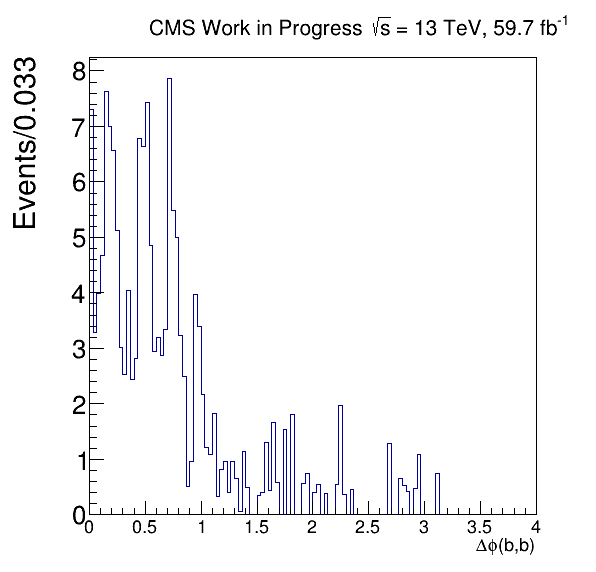 CMS Work in Progress √s = 13 TeV, 59.7 fb⁻¹
Events/0.033
8
7
6
5
4
3
2
1
0
0 0.5 1 1.5 2 2.5 3 3.5 4
Δϕ(b,b)